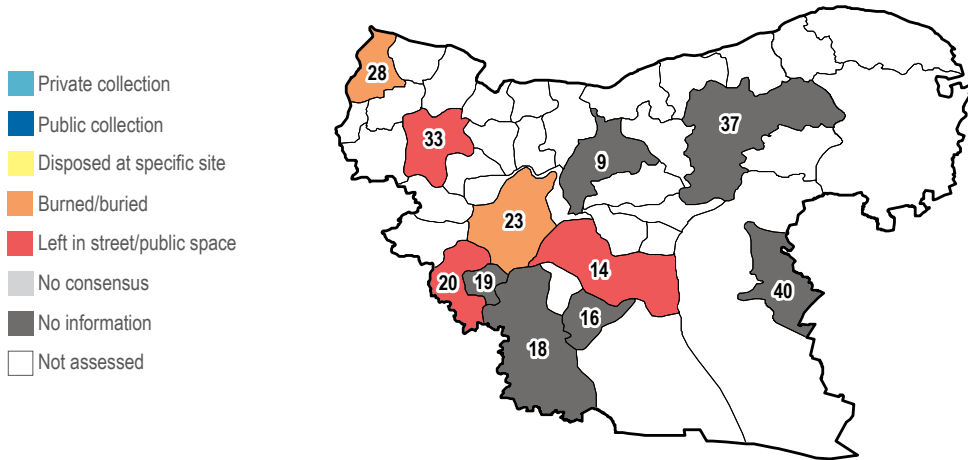 Private collection
Public collection
Disposed at specific site
Burned/buried
Left in street/public space
No consensus
No information
Not assessed
28
33
37
9
23
14
20
19
40
16
18